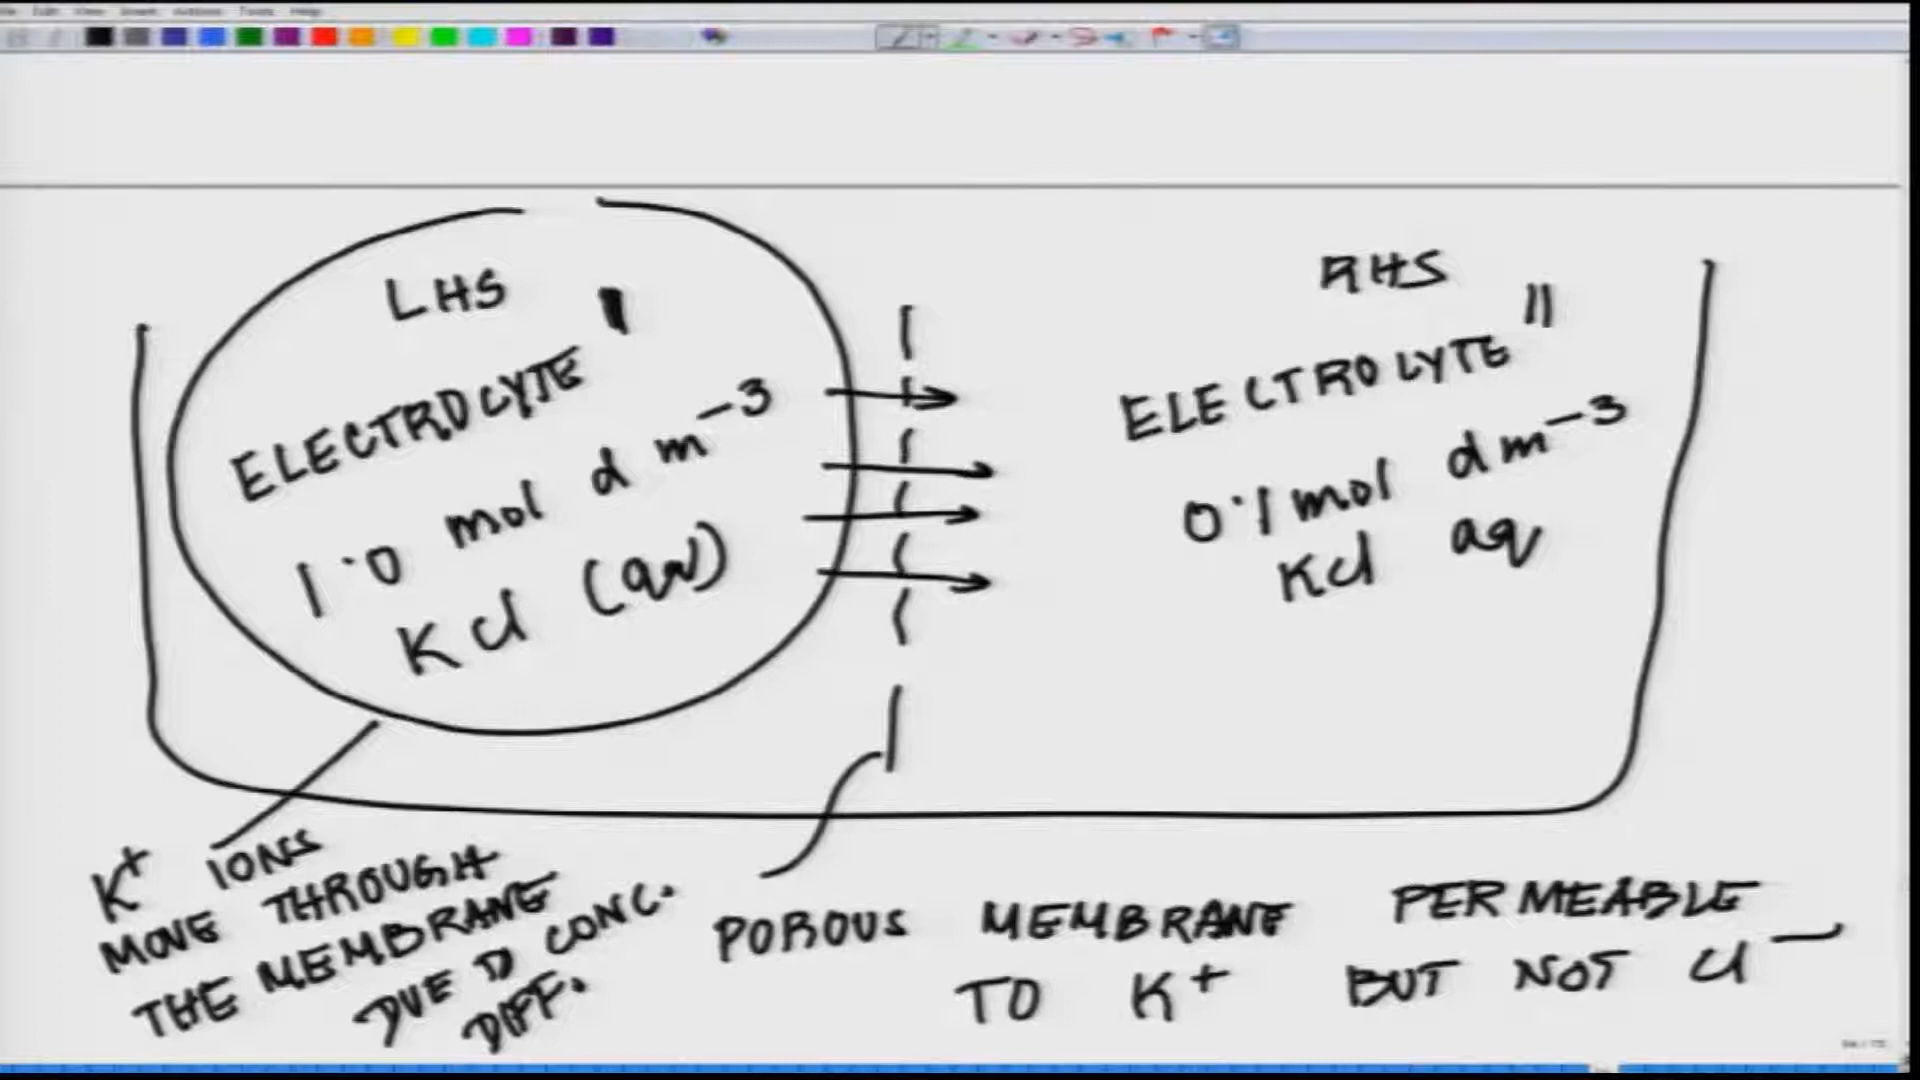 LHS
ELECTROLYTE I
1.0 mol dm⁻³
KCl (aq)
RHS
ELECTROLYTE II
0.1 mol dm⁻³
KCl aq
K⁺ IONS
MOVE THROUGH
THE MEMBRANE
DUE TO CONC.
DIFF.
POROUS MEMBRANE PERMEABLE
TO K⁺ BUT NOT Cl⁻